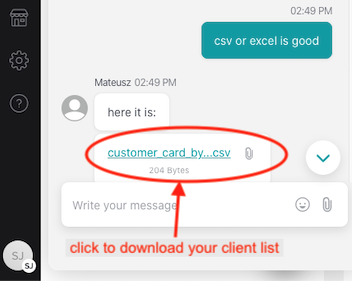 02:49 PM
csv or excel is good
Mateusz 02:49 PM
here it is:
customer_card_by...csv
204 Bytes
Write your message
click to download your client list
?
SJ
SJ